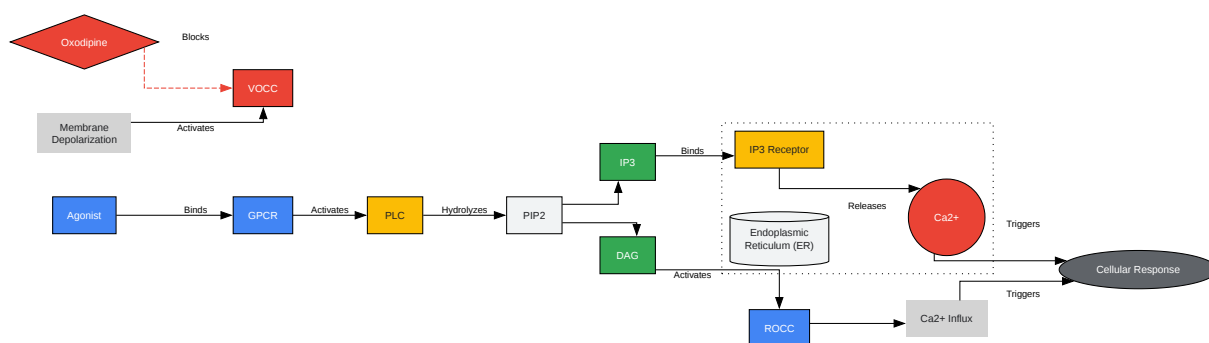 Oxodipine
Blocks
VOCC
Membrane
Depolarization
Activates
Agonist
Binds
GPCR
Activates
PLC
Hydrolyzes
PIP2
IP3
Binds
IP3 Receptor
Releases
Ca2+
Endoplasmic
Reticulum (ER)
DAG
Activates
ROCC
Ca2+ Influx
Triggers
Cellular Response
Triggers